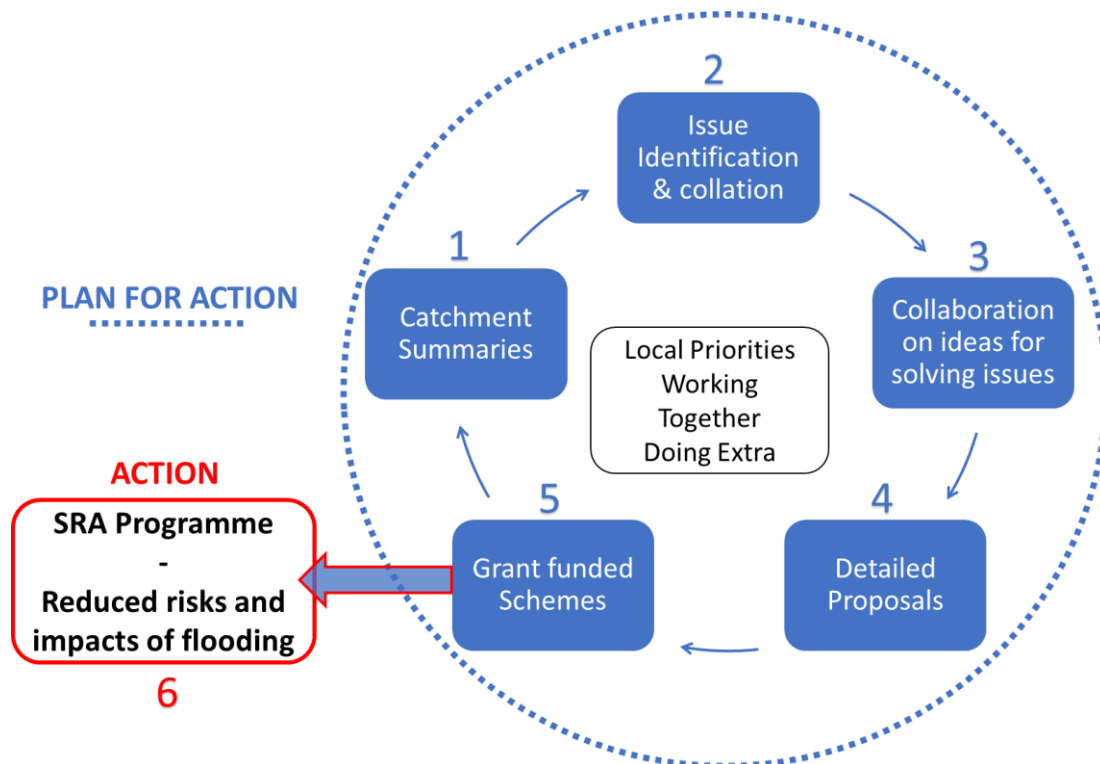 2
Issue
Identification
& collation
1
Catchment
Summaries
3
Collaboration
on ideas for
solving issues
PLAN FOR ACTION
Local Priorities
Working
Together
Doing Extra
4
Detailed
Proposals
5
Grant funded
Schemes
ACTION
SRA Programme
-
Reduced risks and
impacts of flooding
6